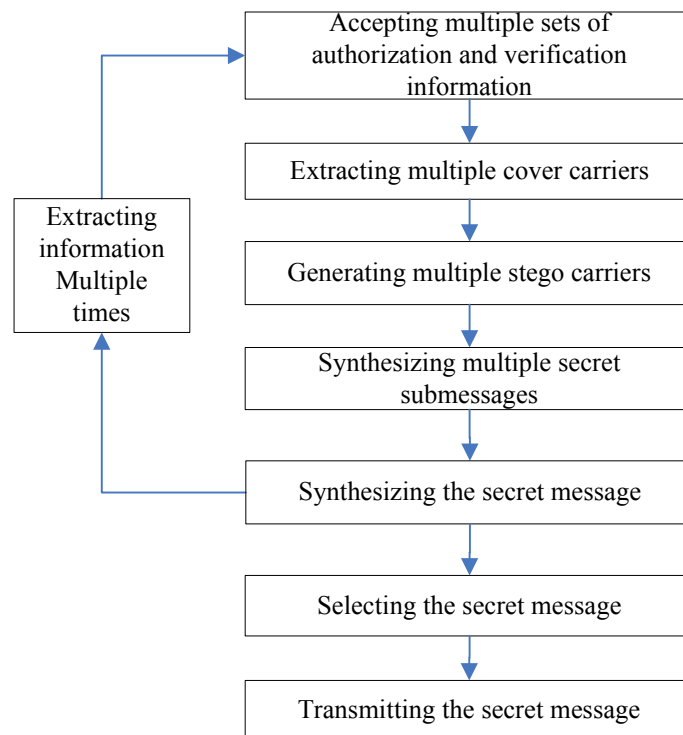 Accepting multiple sets of
authorization and verification
information
Extracting multiple cover carriers
Extracting
information
Multiple
times
Generating multiple stego carriers
Synthesizing multiple secret
submessages
Synthesizing the secret message
Selecting the secret message
Transmitting the secret message